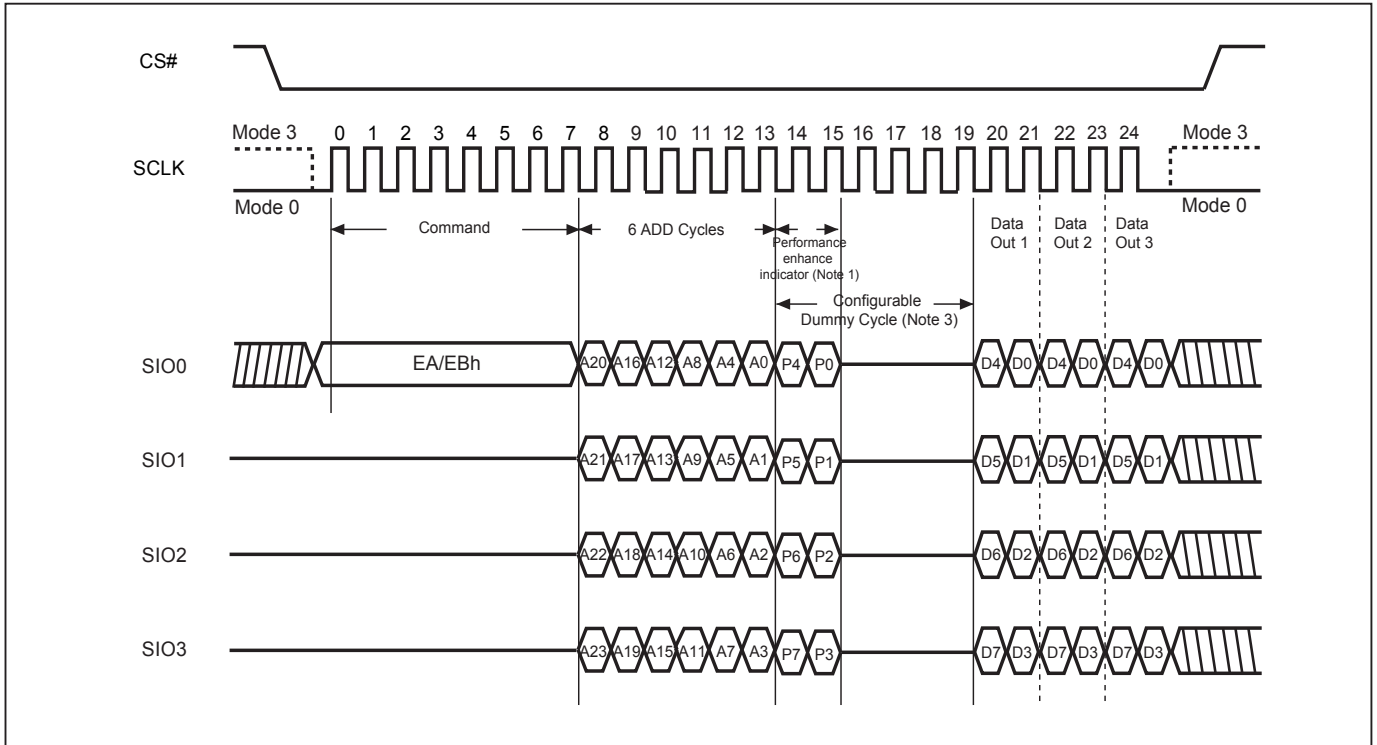 CS#
Mode 3 0 1 2 3 4 5 6 7 8 9 10 11 12 13 14 15 16 17 18 19 20 21 22 23 24 Mode 3
SCLK
Mode 0 Mode 0
Command 6 ADD Cycles Performance enhance indicator (Note 1) Data Out 1 Data Out 2 Data Out 3
Configurable Dummy Cycle (Note 3)
SIO0 EA/EBh A20 A16 A12 A8 A4 A0 P4 P0 D4 D0 D4 D0 D4 D0
SIO1 A21 A17 A13 A9 A5 A1 P5 P1 D5 D1 D5 D1 D5 D1
SIO2 A22 A18 A14 A10 A6 A2 P6 P2 D6 D2 D6 D2 D6 D2
SIO3 A23 A19 A15 A11 A7 A3 P7 P3 D7 D3 D7 D3 D7 D3